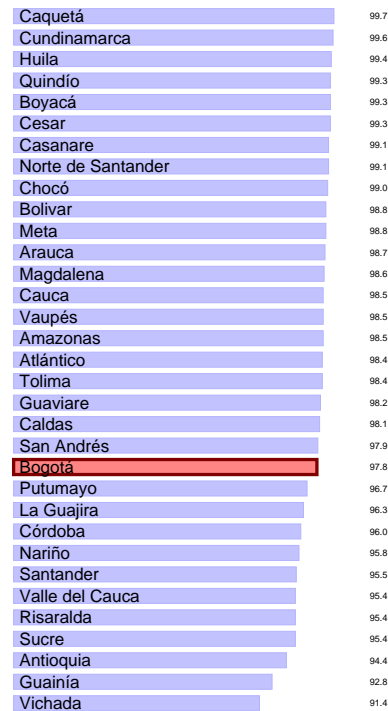 Caquetá 99.7
Cundinamarca 99.6
Huila 99.4
Quindío 99.3
Boyacá 99.3
Cesar 99.3
Casanare 99.1
Norte de Santander 99.1
Chocó 99.0
Bolivar 98.8
Meta 98.8
Arauca 98.7
Magdalena 98.6
Cauca 98.5
Vaupés 98.5
Amazonas 98.5
Atlántico 98.4
Tolima 98.4
Guaviare 98.2
Caldas 98.1
San Andrés 97.9
Bogotá 97.8
Putumayo 96.7
La Guajira 96.3
Córdoba 96.0
Nariño 95.8
Santander 95.5
Valle del Cauca 95.4
Risaralda 95.4
Sucre 95.4
Antioquia 94.4
Guainía 92.8
Vichada 91.4